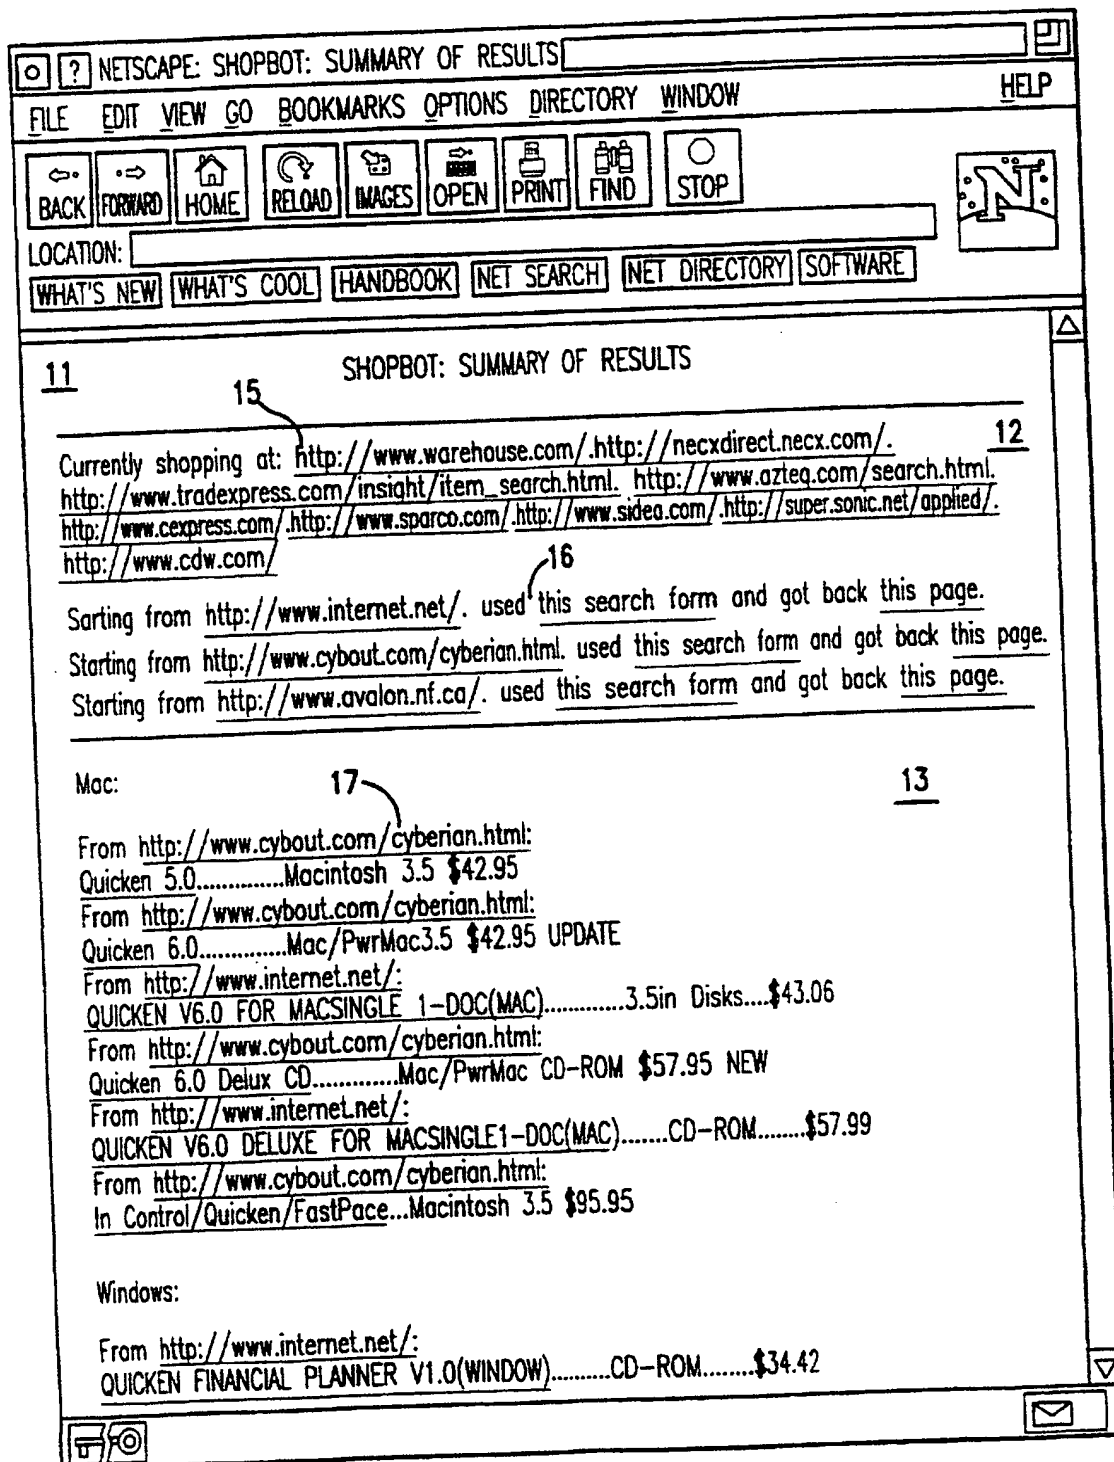 ? NETSCAPE: SHOPBOT: SUMMARY OF RESULTS
FILE EDIT VIEW GO BOOKMARKS OPTIONS DIRECTORY WINDOW HELP
BACK FORWARD HOME RELOAD IMAGES OPEN PRINT FIND STOP N
LOCATION:
WHAT'S NEW WHAT'S COOL HANDBOOK NET SEARCH NET DIRECTORY SOFTWARE
11 SHOPBOT: SUMMARY OF RESULTS
15
Currently shopping at: http://www.warehouse.com/.http://necxdirect.necx.com/. 12
http://www.tradexpress.com/insight/item_search.html. http://www.azteq.com/search.html.
http://www.cexpress.com/.http://www.sparco.com/.http://www.sidea.com/.http://super.sonic.net/applied/.
http://www.cdw.com/
16
Sarting from http://www.internet.net/. used this search form and got back this page.
Starting from http://www.cybout.com/cyberian.html. used this search form and got back this page.
Starting from http://www.avalon.nf.ca/. used this search form and got back this page.
Mac: 17 13
From http://www.cybout.com/cyberian.html:
Quicken 5.0..............Macintosh 3.5 $42.95
From http://www.cybout.com/cyberian.html:
Quicken 6.0..............Mac/PwrMac3.5 $42.95 UPDATE
From http://www.internet.net/:
QUICKEN V6.0 FOR MACSINGLE 1-DOC(MAC).............3.5in Disks....$43.06
From http://www.cybout.com/cyberian.html:
Quicken 6.0 Delux CD..............Mac/PwrMac CD-ROM $57.95 NEW
From http://www.internet.net/:
QUICKEN V6.0 DELUXE FOR MACSINGLE1-DOC(MAC).......CD-ROM........$57.99
From http://www.cybout.com/cyberian.html:
In Control/Quicken/FastPace...Macintosh 3.5 $95.95
Windows:
From http://www.internet.net/:
QUICKEN FINANCIAL PLANNER V1.0(WINDOW)..........CD-ROM........$34.42